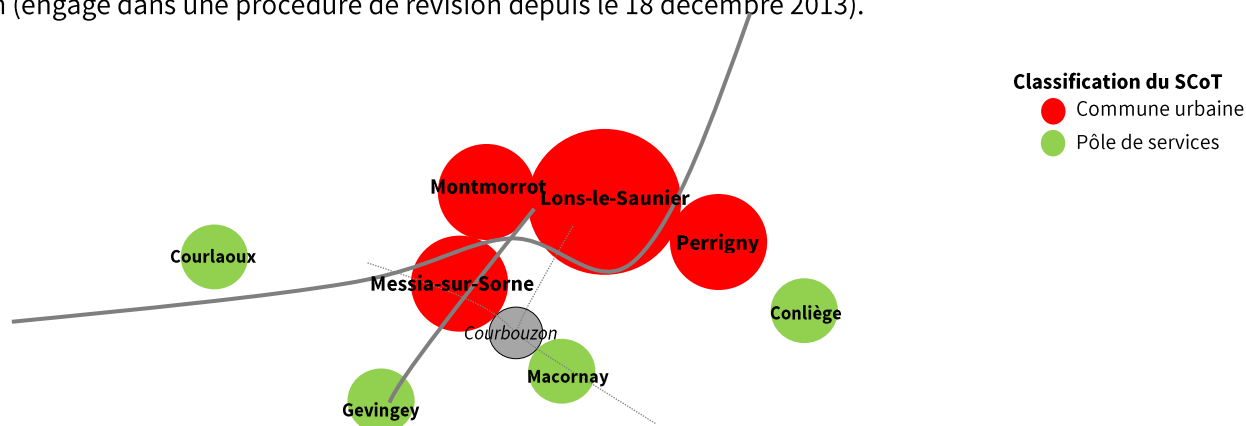 n (engagé dans une procédure de révision depuis le 18 décembre 2013).
Classification du SCoT
Commune urbaine
Pôle de services
Montmorrot
Lons-le-Saunier
Perrigny
Courlaoux
Messia-sur-Sorne
Conliège
Courbouzon
Macornay
Gevingey